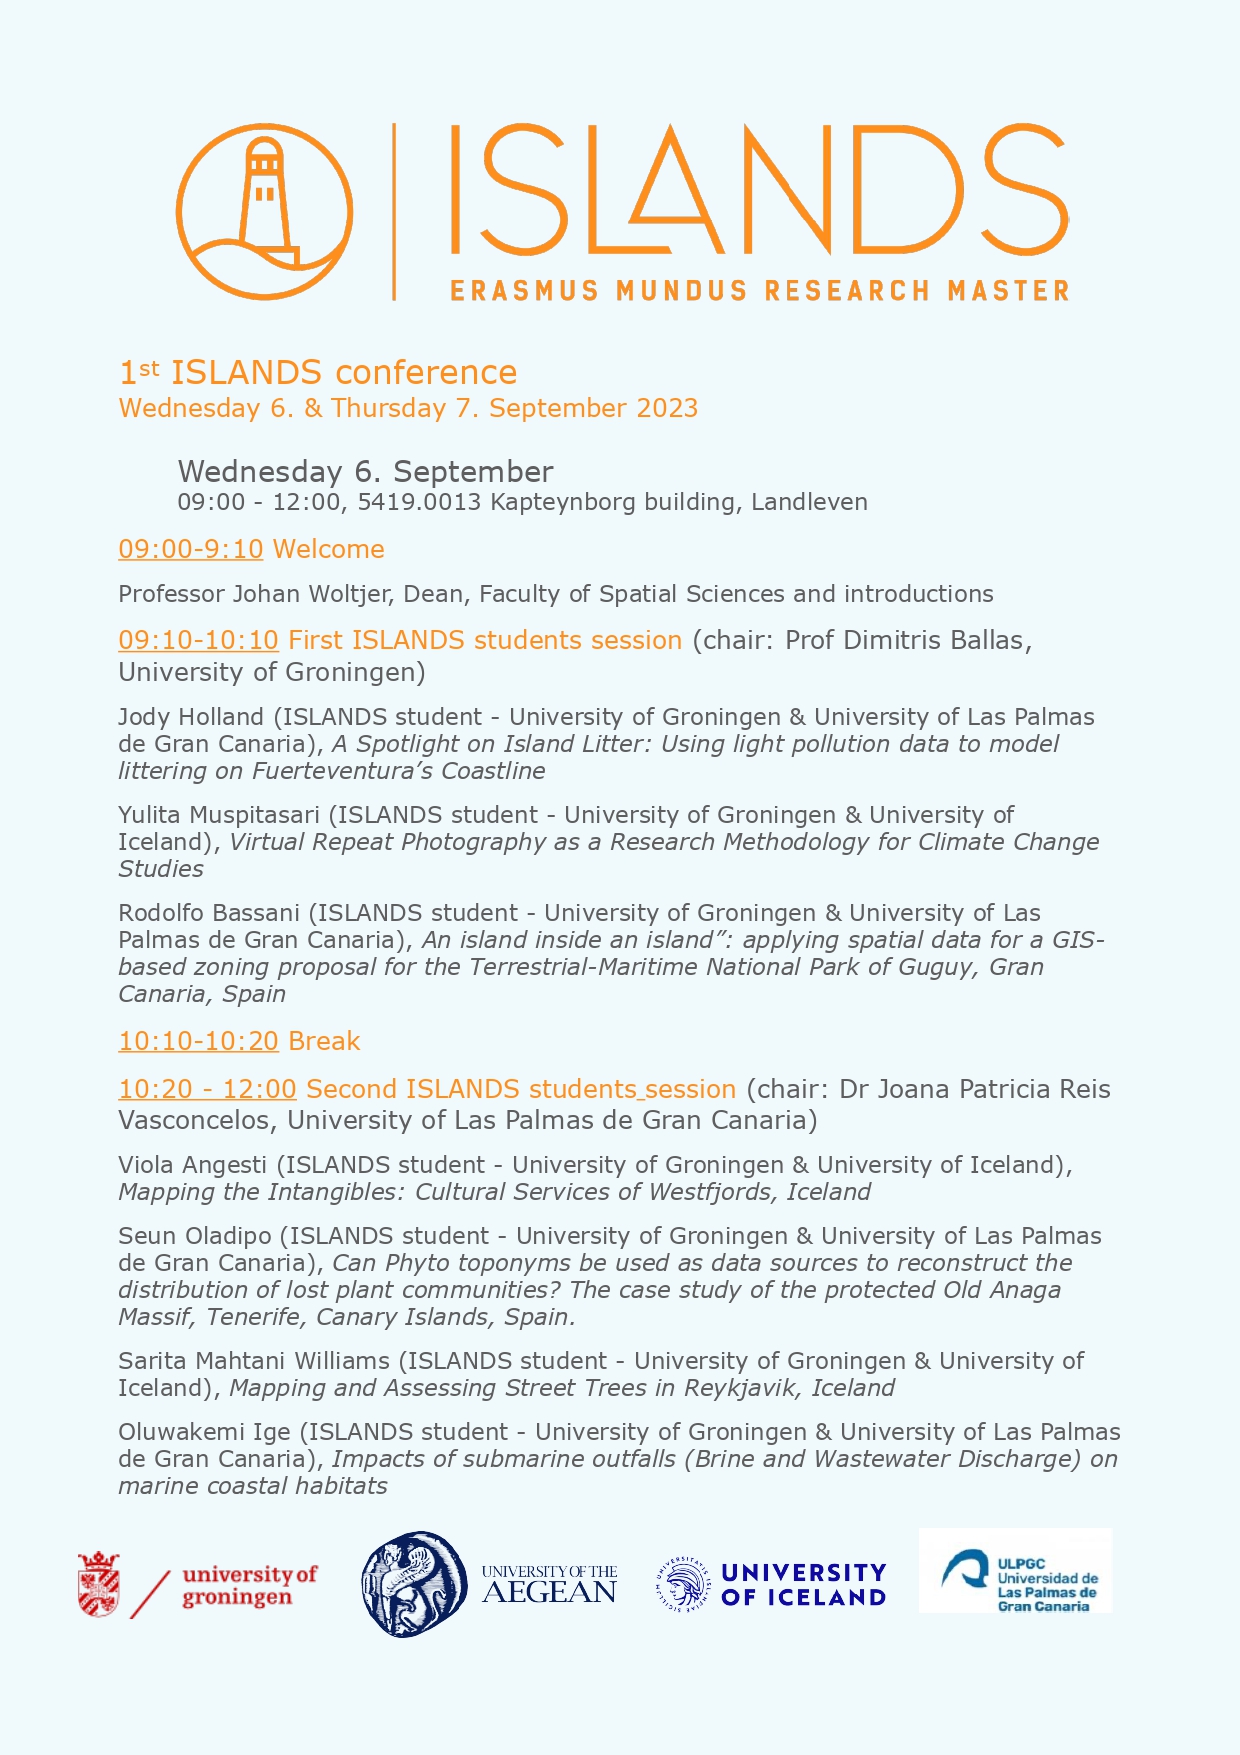 ISLANDS
ERASMUS MUNDUS RESEARCH MASTER
1st ISLANDS conference
Wednesday 6. & Thursday 7. September 2023
Wednesday 6. September
09:00 - 12:00, 5419.0013 Kapteynborg building, Landleven
09:00-9:10 Welcome
Professor Johan Woltjer, Dean, Faculty of Spatial Sciences and introductions
09:10-10:10 First ISLANDS students session (chair: Prof Dimitris Ballas,
University of Groningen)
Jody Holland (ISLANDS student - University of Groningen & University of Las Palmas
de Gran Canaria), A Spotlight on Island Litter: Using light pollution data to model
littering on Fuerteventura’s Coastline
Yulita Muspitasari (ISLANDS student - University of Groningen & University of
Iceland), Virtual Repeat Photography as a Research Methodology for Climate Change
Studies
Rodolfo Bassani (ISLANDS student - University of Groningen & University of Las
Palmas de Gran Canaria), An island inside an island”: applying spatial data for a GIS-
based zoning proposal for the Terrestrial-Maritime National Park of Guguy, Gran
Canaria, Spain
10:10-10:20 Break
10:20 - 12:00 Second ISLANDS students session (chair: Dr Joana Patricia Reis
Vasconcelos, University of Las Palmas de Gran Canaria)
Viola Angesti (ISLANDS student - University of Groningen & University of Iceland),
Mapping the Intangibles: Cultural Services of Westfjords, Iceland
Seun Oladipo (ISLANDS student - University of Groningen & University of Las Palmas
de Gran Canaria), Can Phyto toponyms be used as data sources to reconstruct the
distribution of lost plant communities? The case study of the protected Old Anaga
Massif, Tenerife, Canary Islands, Spain.
Sarita Mahtani Williams (ISLANDS student - University of Groningen & University of
Iceland), Mapping and Assessing Street Trees in Reykjavik, Iceland
Oluwakemi Ige (ISLANDS student - University of Groningen & University of Las Palmas
de Gran Canaria), Impacts of submarine outfalls (Brine and Wastewater Discharge) on
marine coastal habitats
university of
groningen
UNIVERSITY OF THE
AEGEAN
UNIVERSITY
OF ICELAND
ULPGC
Universidad de
Las Palmas de
Gran Canaria